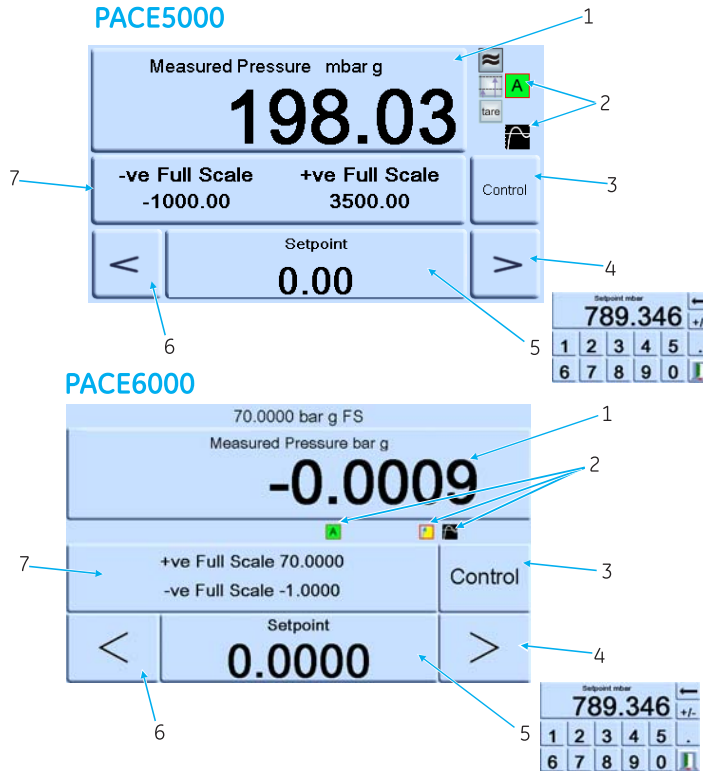 PACE5000
1
Measured Pressure mbar g
198.03
A
tare
2
7
-ve Full Scale +ve Full Scale
-1000.00 3500.00
Control
3
<
Setpoint
0.00
>
4
6
5
Setpoint mbar
789.346
+/-
1 2 3 4 5 .
6 7 8 9 0
PACE6000
70.0000 bar g FS
1
Measured Pressure bar g
-0.0009
2
A
7
+ve Full Scale 70.0000
-ve Full Scale -1.0000
Control
3
<
Setpoint
0.0000
>
4
6
5
Setpoint mbar
789.346
+/-
1 2 3 4 5 .
6 7 8 9 0